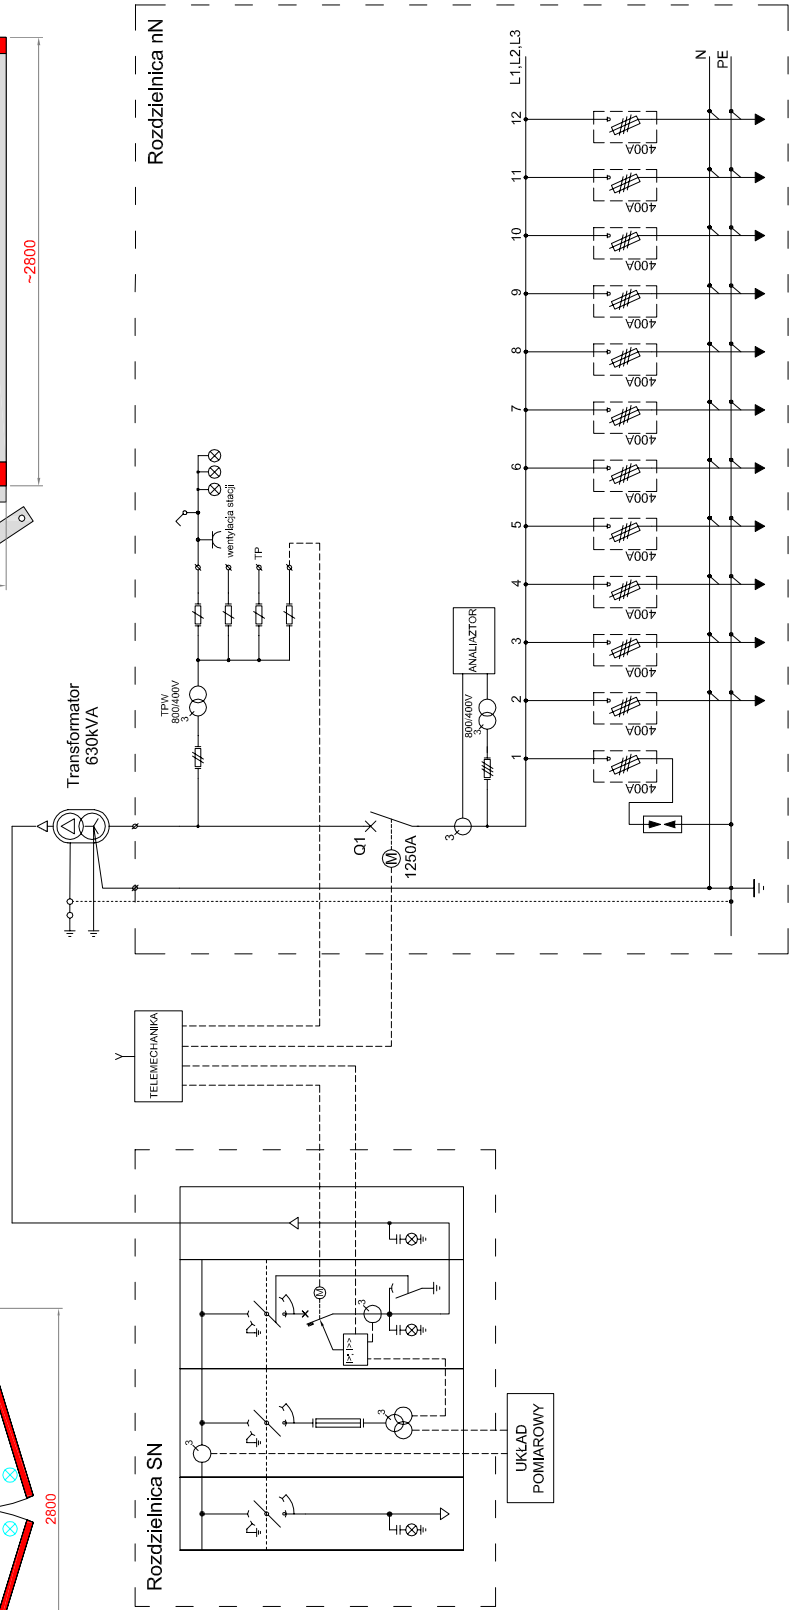 ~2800
Rozdzielnica nN
L1,L2,L3
N
PE
12
400A
11
400A
10
400A
9
400A
8
400A
7
400A
6
400A
5
400A
4
400A
3
400A
2
400A
1
400A
wentylacja stacji
TP
TPW
800/400V
3
Transformator
630kVA
ANALIAZTOR
800/400V
3
Q1
M
1250A
3
TELEMECHANIKA
Rozdzielnica SN
M
3
I> I>>
3
3
UKŁAD
POMIAROWY
2800